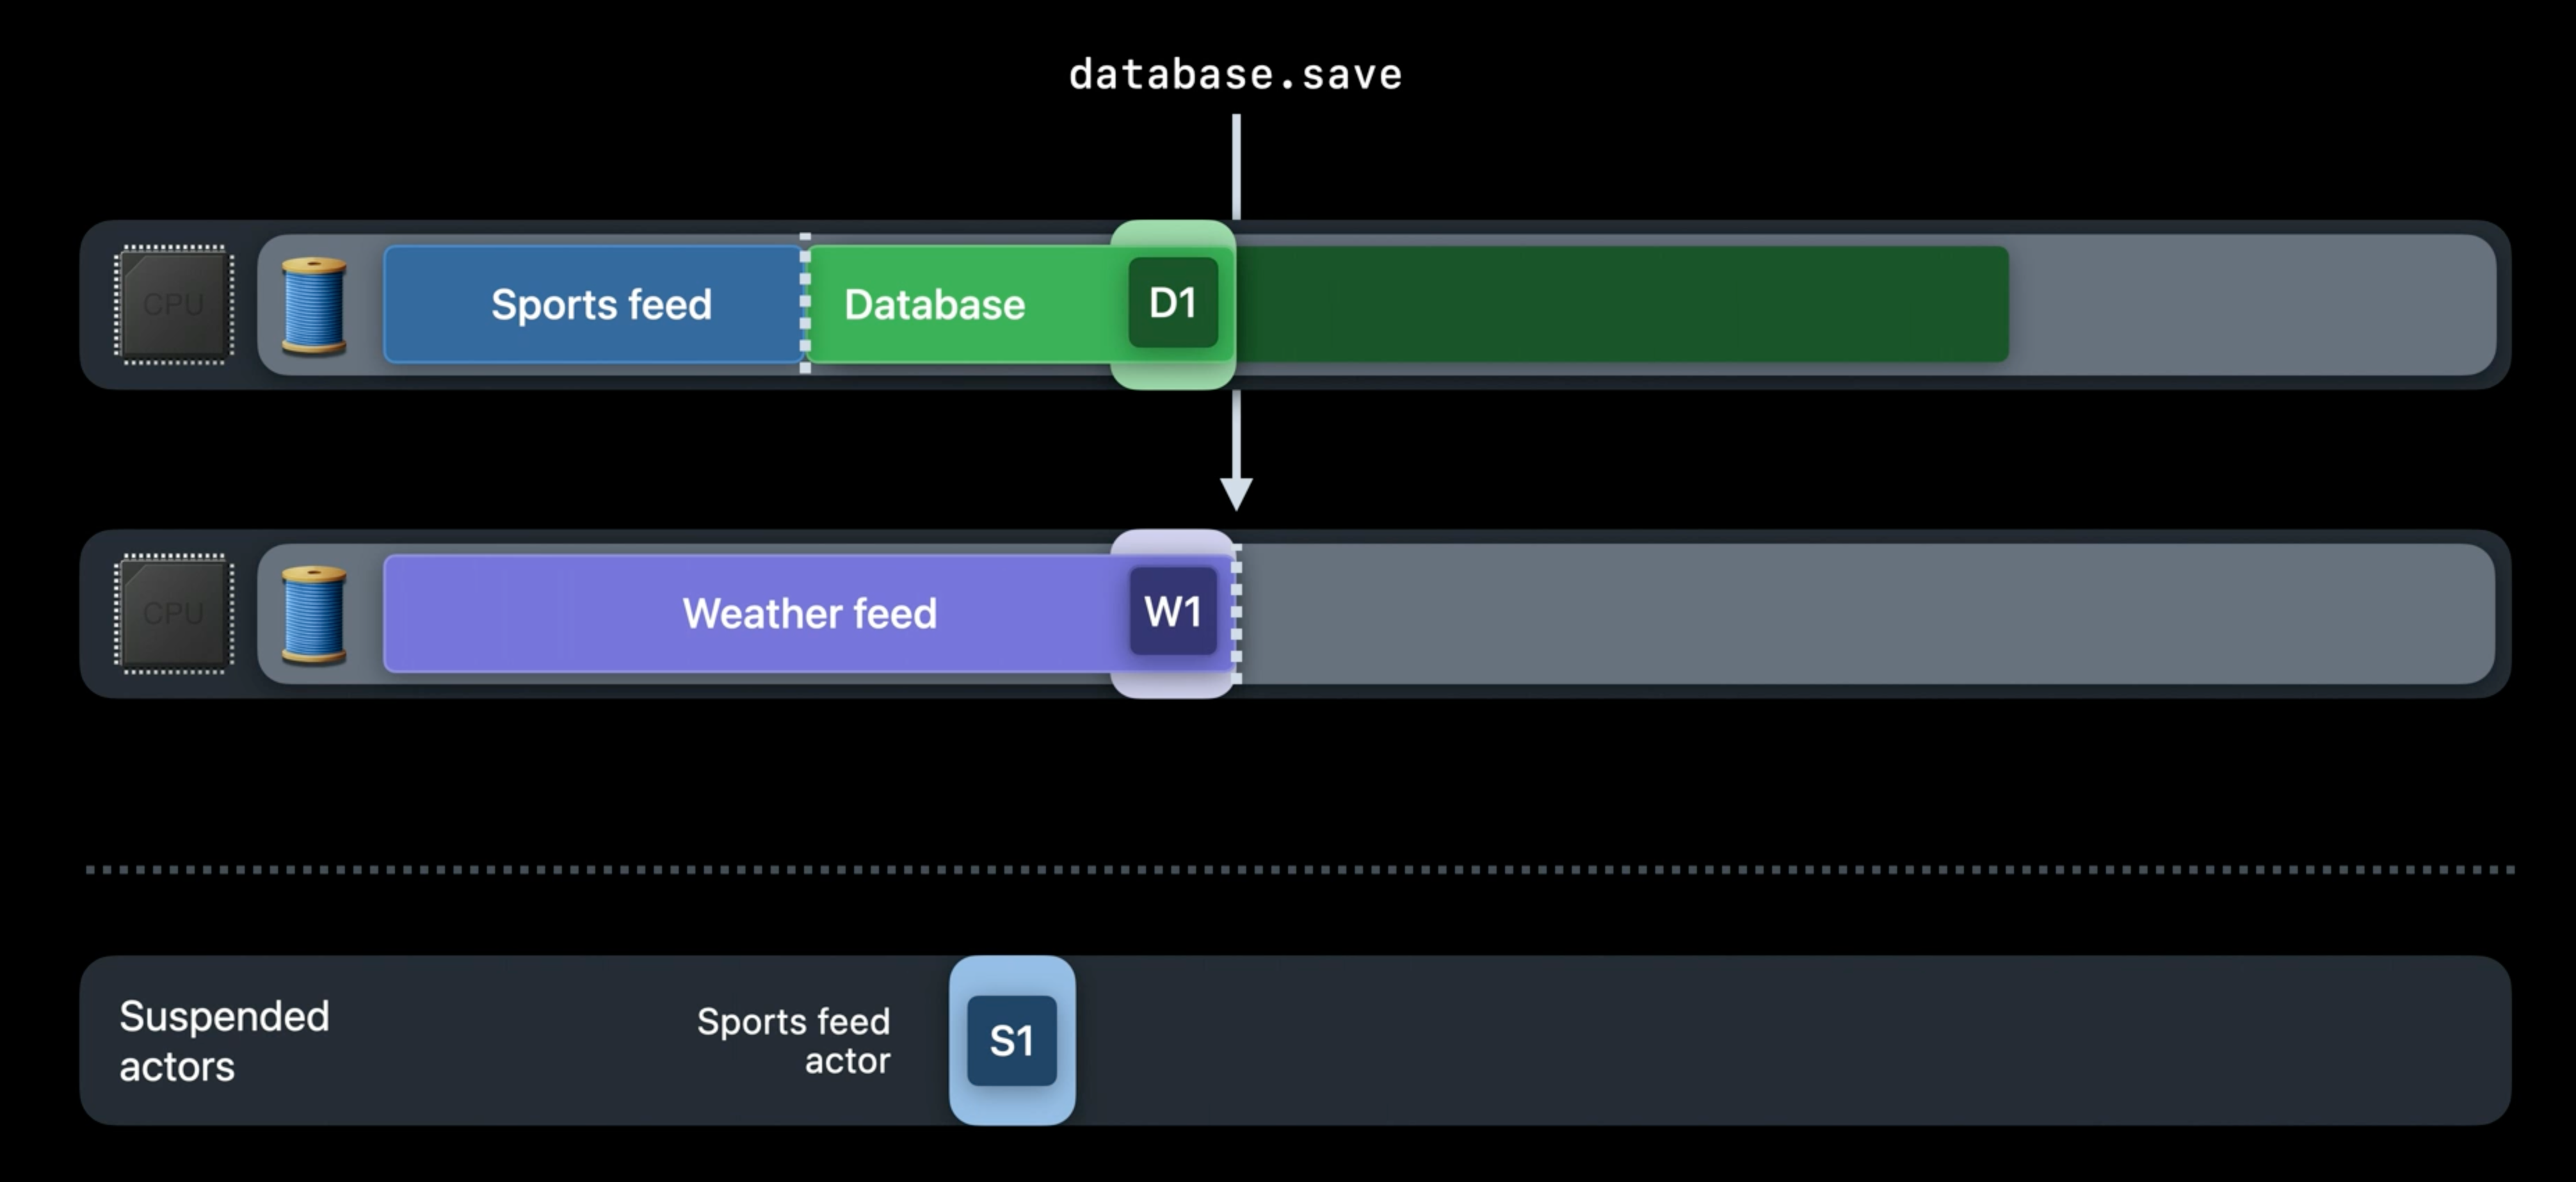 database.save
CPU
Sports feed
Database
D1
CPU
Weather feed
W1
Suspended
actors
Sports feed
actor
S1